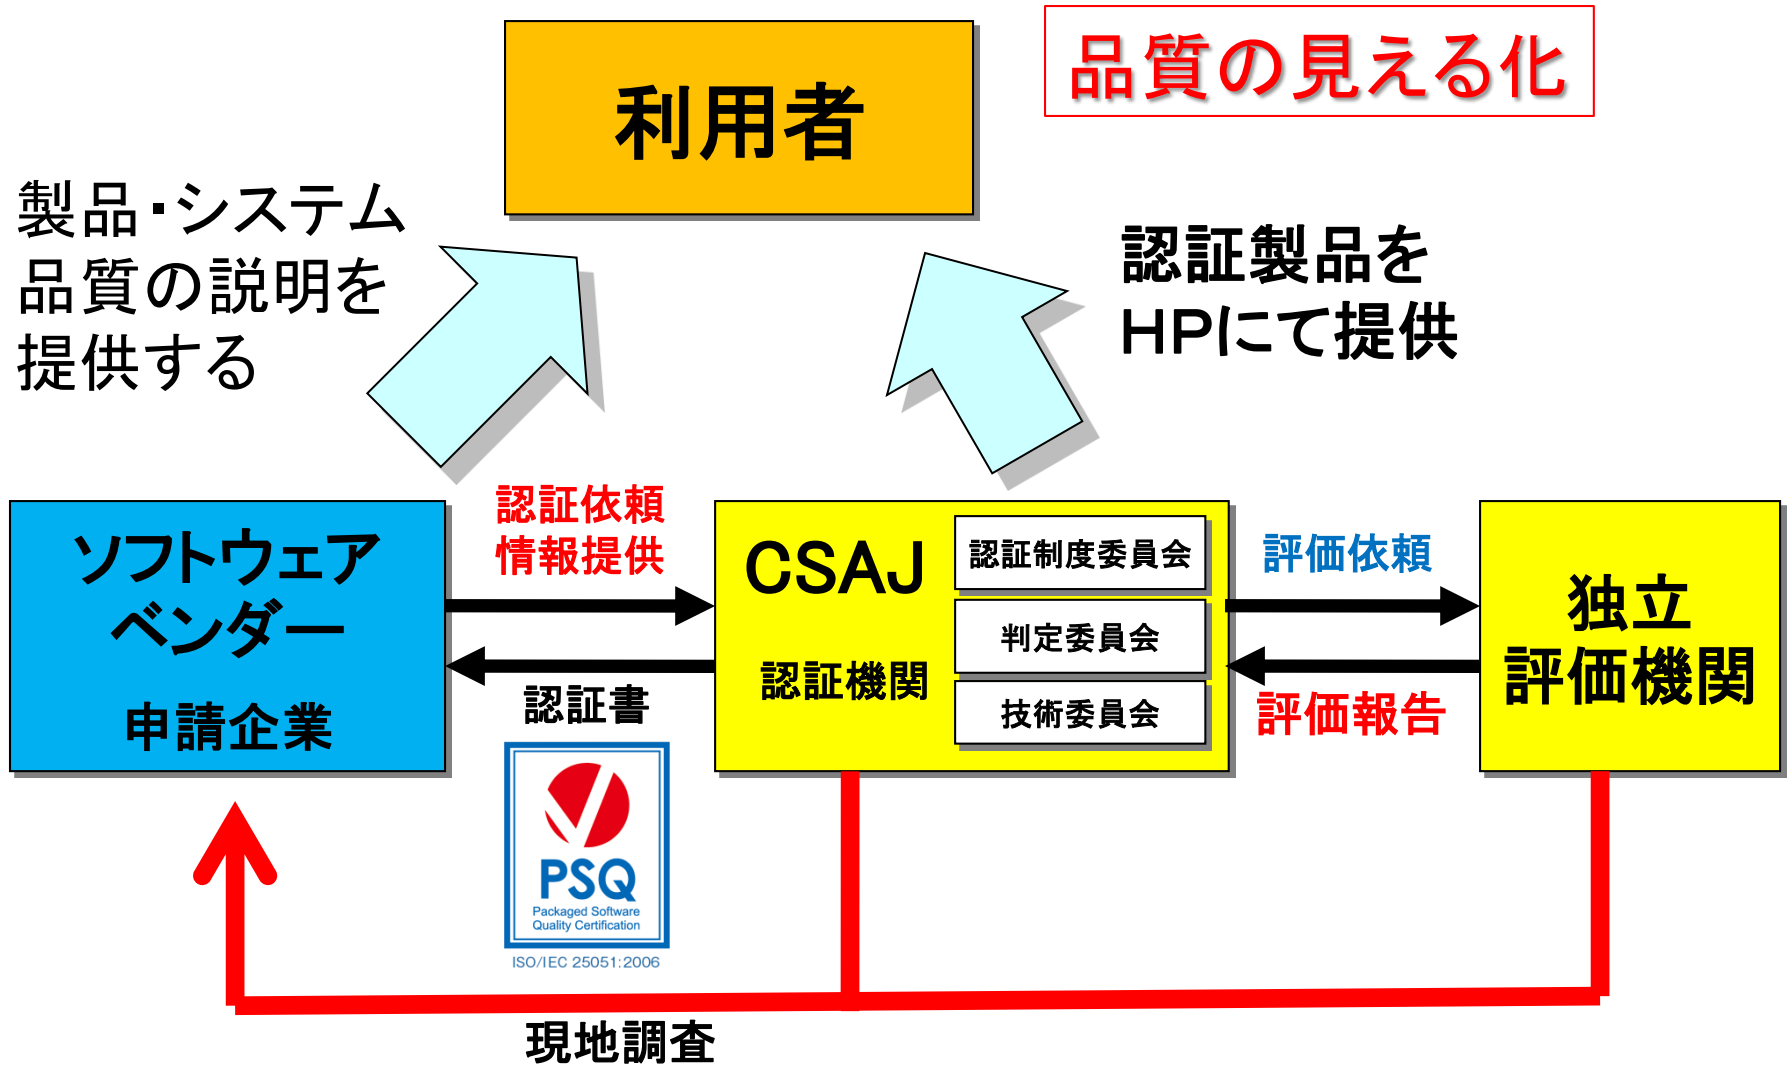 品質の見える化
利用者
製品・システム
品質の説明を
提供する
認証製品を
HPにて提供
ソフトウェア
ベンダー
申請企業
認証依頼
情報提供
認証書
PSQ
Packaged Software
Quality Certification
ISO/IEC 25051:2006
CSAJ
認証機関
認証制度委員会
判定委員会
技術委員会
評価依頼
評価報告
独立
評価機関
現地調査